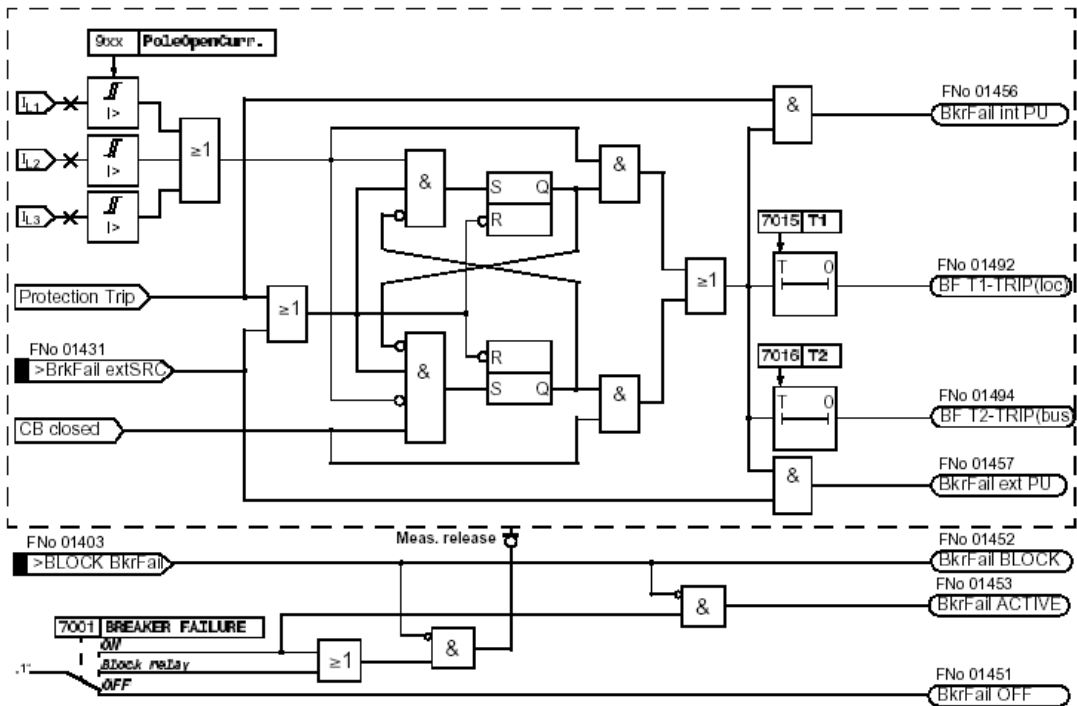 9xx PoleOpenCurr.
IL1
I>
IL2
I>
IL3
I>
≥1
&
S Q
R
&
&
FNo 01456
BkrFail int PU
7015 T1
T 0
FNo 01492
BF T1-TRIP(loc)
Protection Trip
≥1
≥1
FNo 01431
>BrkFail extSRC
&
R
S Q
&
7016 T2
T 0
FNo 01494
BF T2-TRIP(bus
CB closed
&
FNo 01457
BkrFail ext PU
Meas. release
FNo 01403
>BLOCK BkrFail
FNo 01452
BkrFail BLOCK
FNo 01453
BkrFail ACTIVE
&
7001 BREAKER FAILURE
ON
&
≥1
Block relay
„1"
OFF
FNo 01451
BkrFail OFF